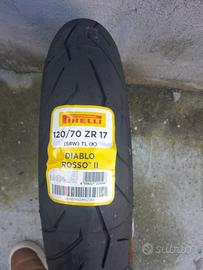 PIRELLI
120/70 ZR 17
(58W) TL (K)
DIABLO
ROSSO II
subito